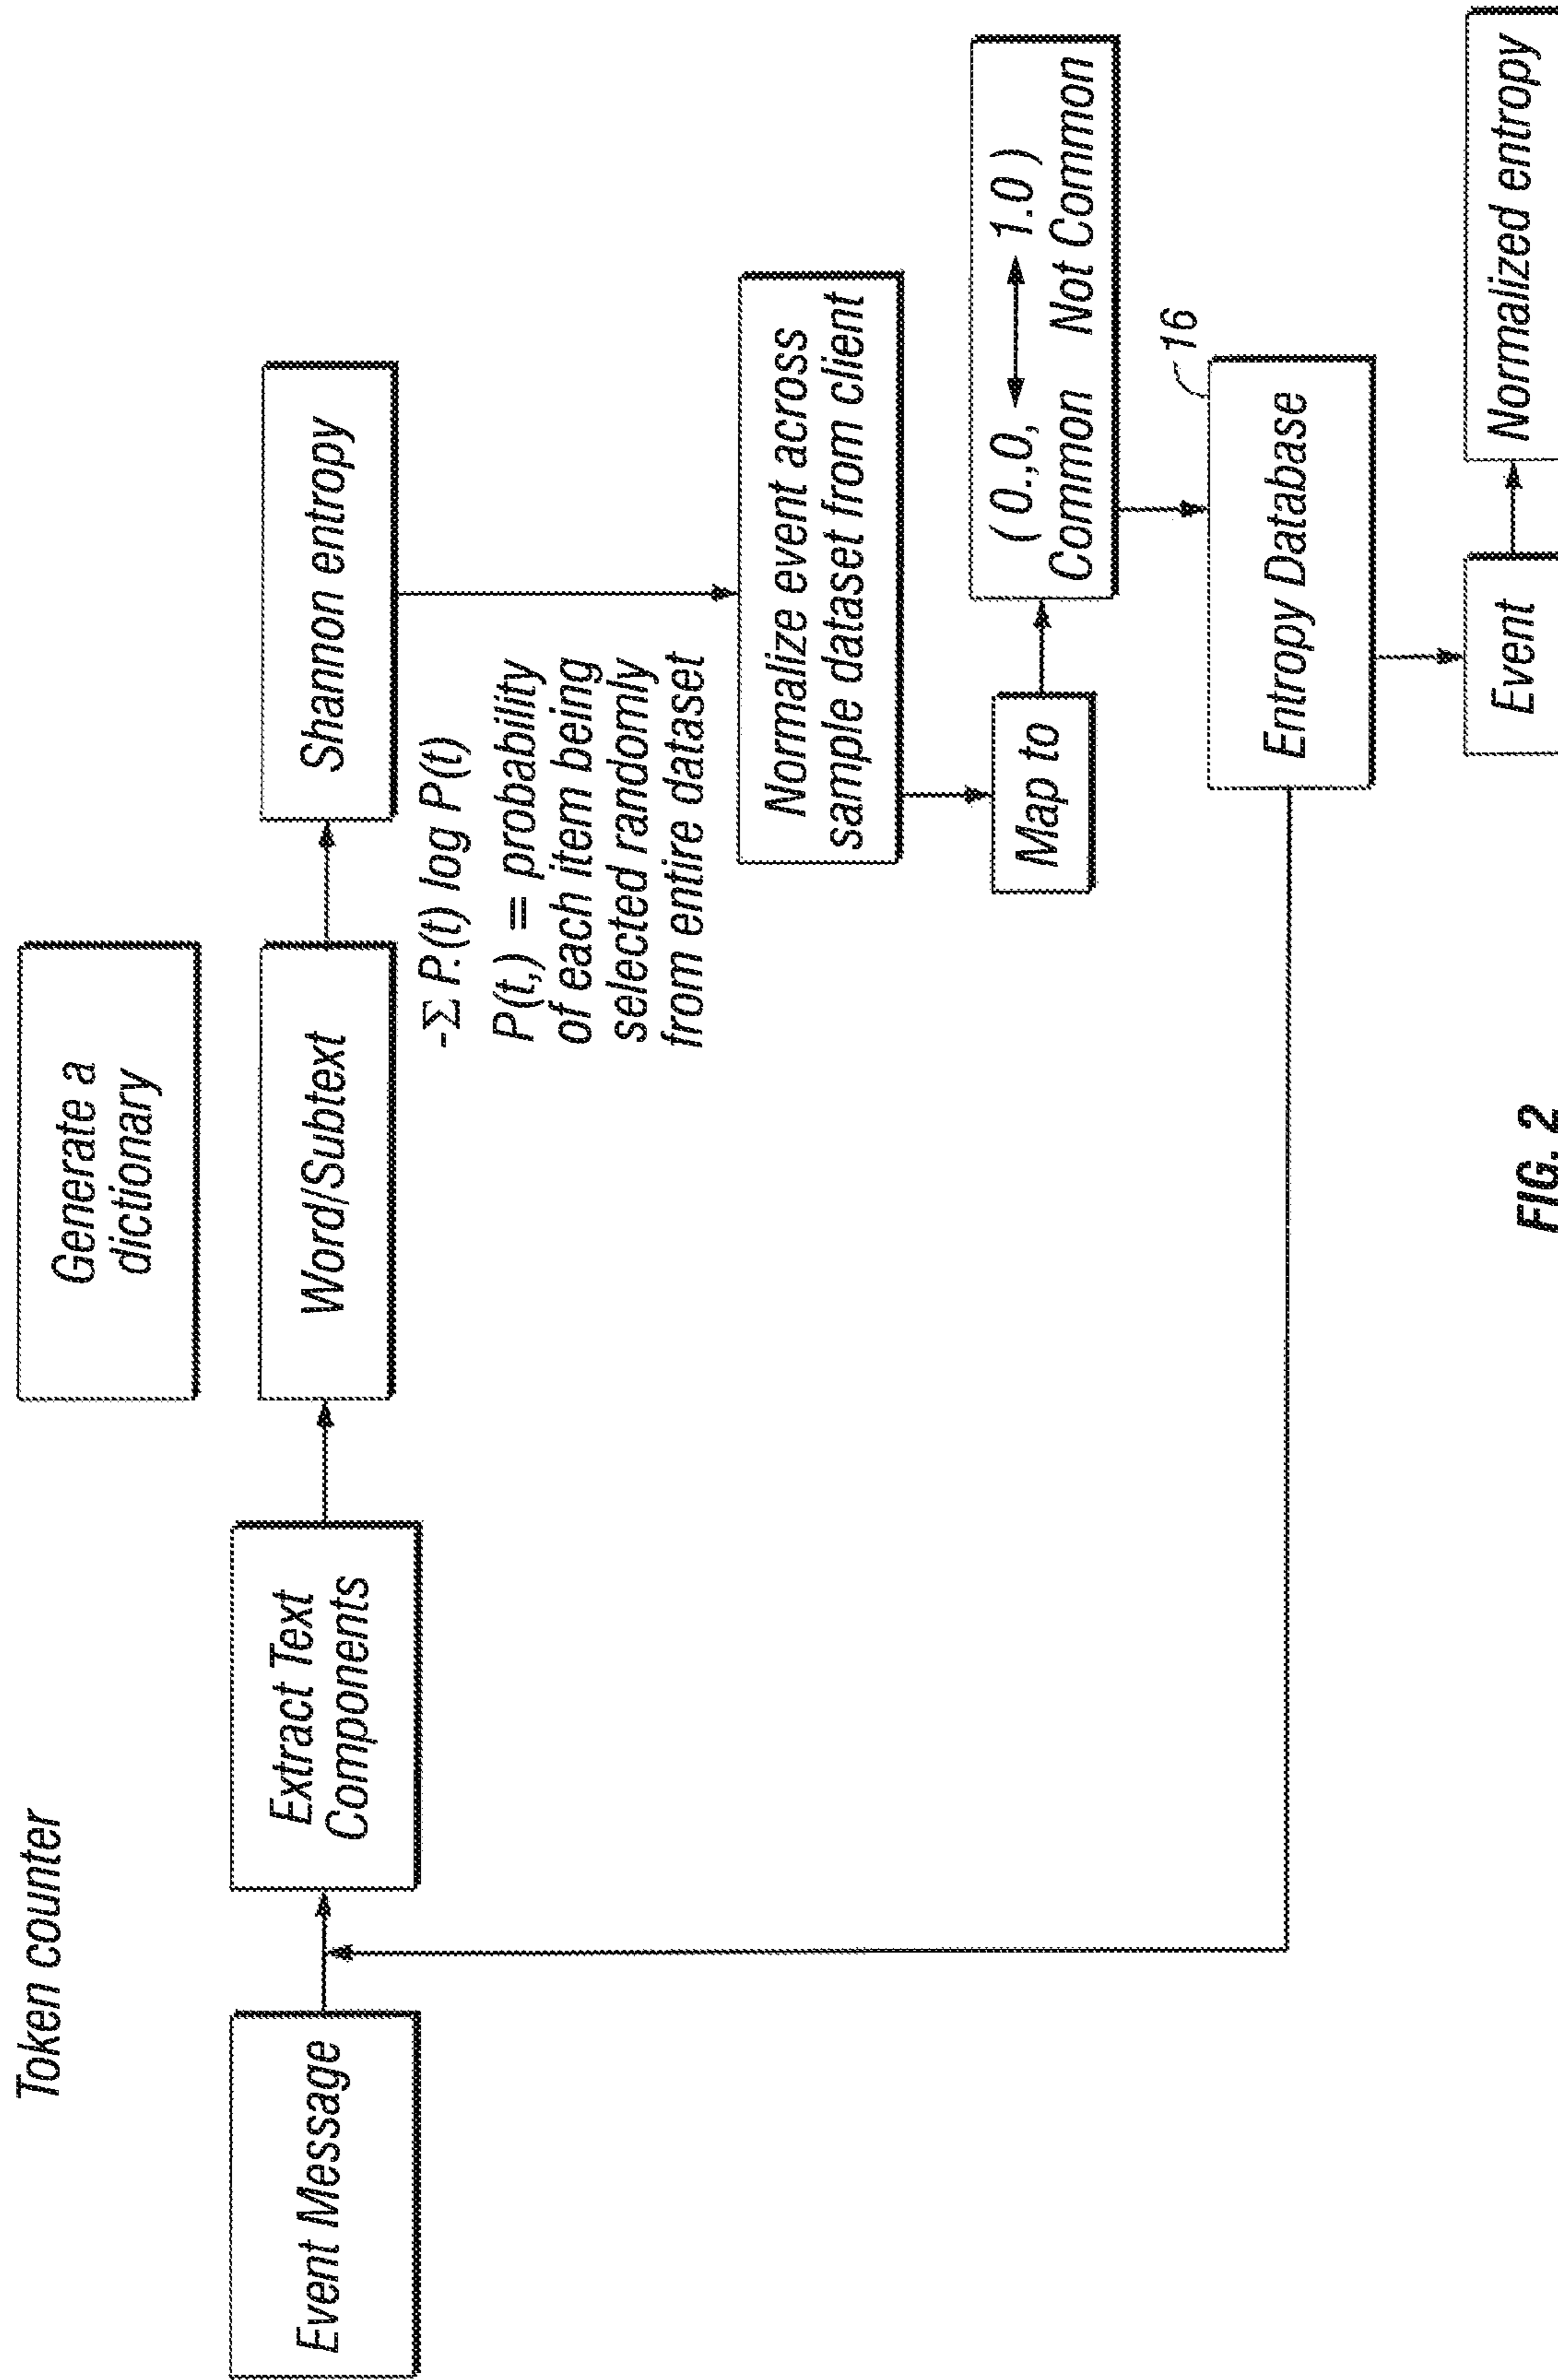 Token counter
Generate a
dictionary
Event Message
Extract Text
Components
Word/Subtext
Shannon entropy
-Σ P.(t) log P(t)
P(t,) = probability
of each item being
selected randomly
from entire dataset
Normalize event across
sample dataset from client
Map to
( 0.,0, 1.0 )
Common Not Common
16
Entropy Database
Event
Normalized entropy
FIG. 2